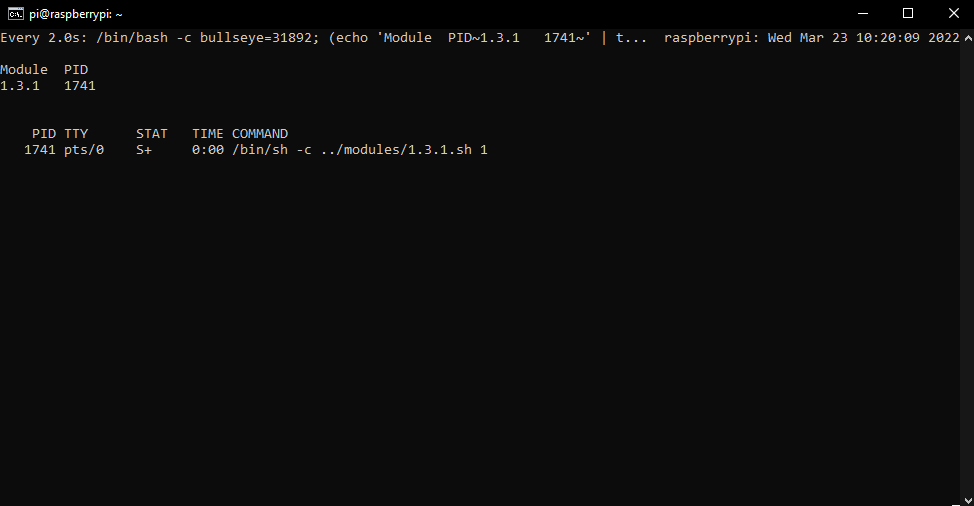 pi@raspberrypi: ~
Every 2.0s: /bin/bash -c bullseye=31892; (echo 'Module  PID~1.3.1   1741~' | t...  raspberrypi: Wed Mar 23 10:20:09 2022
Module  PID
1.3.1   1741
    PID TTY      STAT   TIME COMMAND
   1741 pts/0    S+     0:00 /bin/sh -c ../modules/1.3.1.sh 1